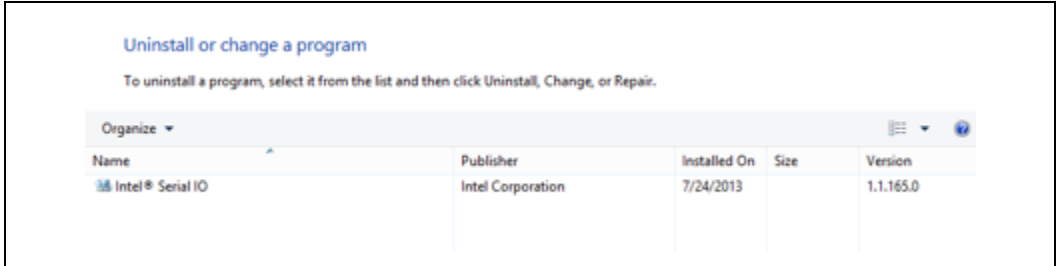 Uninstall or change a program
To uninstall a program, select it from the list and then click Uninstall, Change, or Repair.
Organize
Name Publisher Installed On Size Version
Intel® Serial IO Intel Corporation 7/24/2013 1.1.165.0